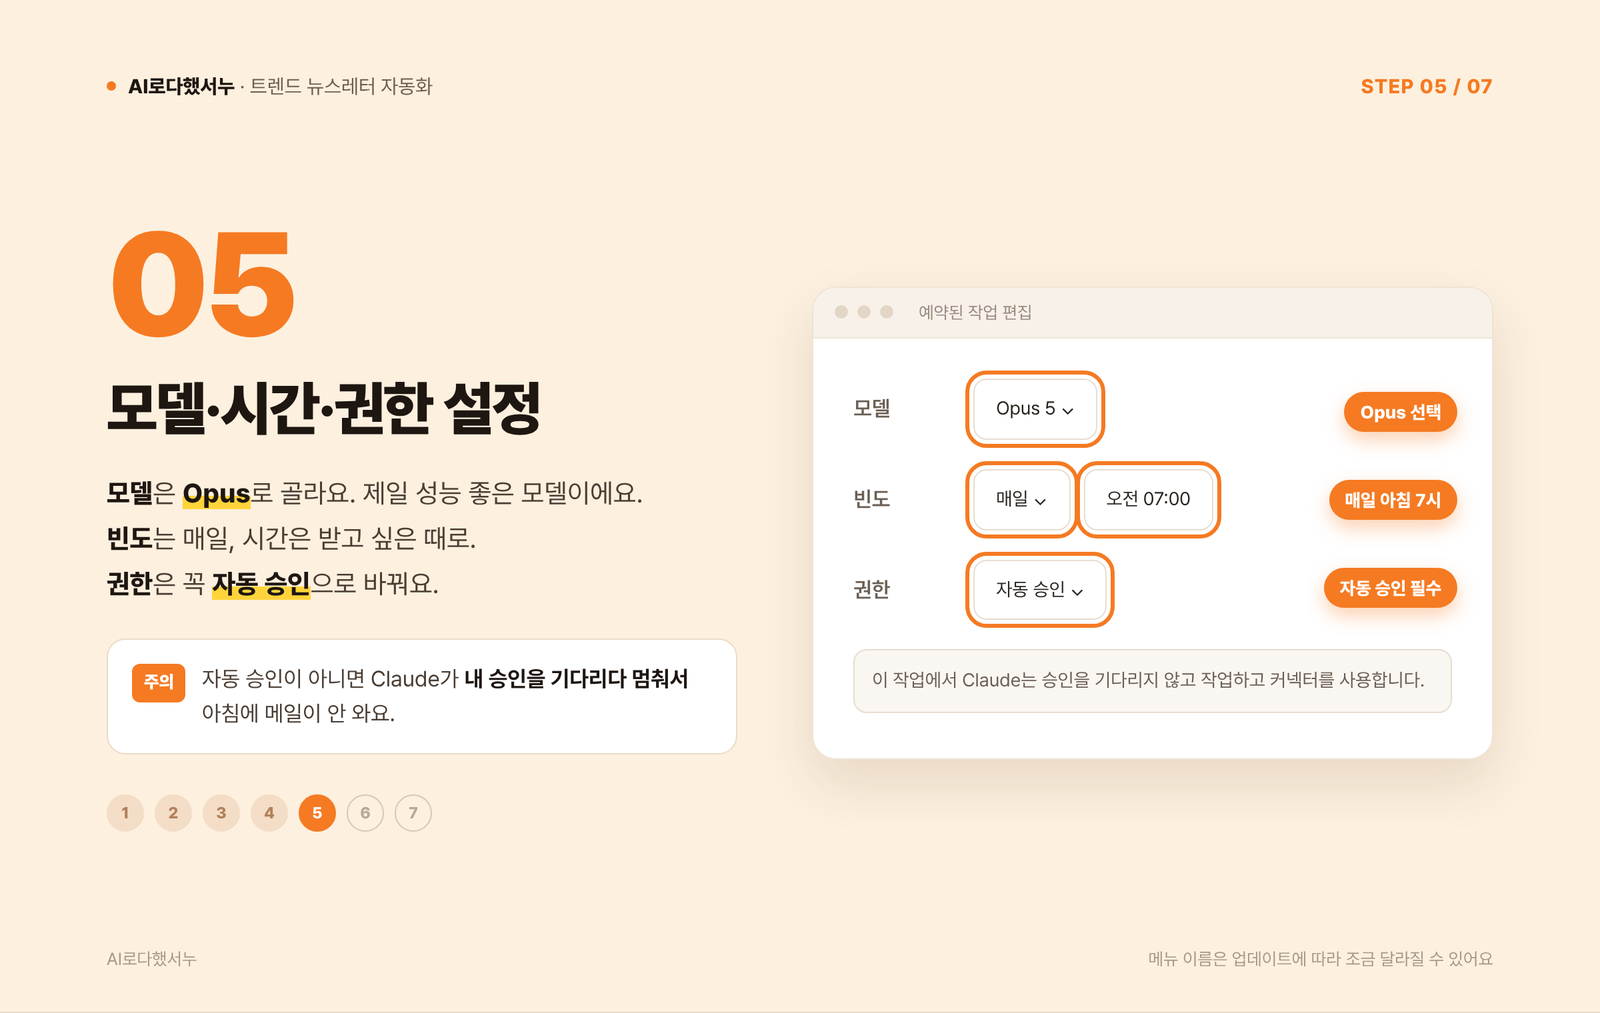 AI로다했서누 · 트렌드 뉴스레터 자동화
STEP 05 / 07
05
모델·시간·권한 설정
모델은 Opus로 골라요. 제일 성능 좋은 모델이에요.
빈도는 매일, 시간은 받고 싶은 때로.
권한은 꼭 자동 승인으로 바꿔요.
주의
자동 승인이 아니면 Claude가 내 승인을 기다리다 멈춰서
아침에 메일이 안 와요.
1 2 3 4 5 6 7
예약된 작업 편집
모델 Opus 5 Opus 선택
빈도 매일 오전 07:00 매일 아침 7시
권한 자동 승인 자동 승인 필수
이 작업에서 Claude는 승인을 기다리지 않고 작업하고 커넥터를 사용합니다.
AI로다했서누
메뉴 이름은 업데이트에 따라 조금 달라질 수 있어요